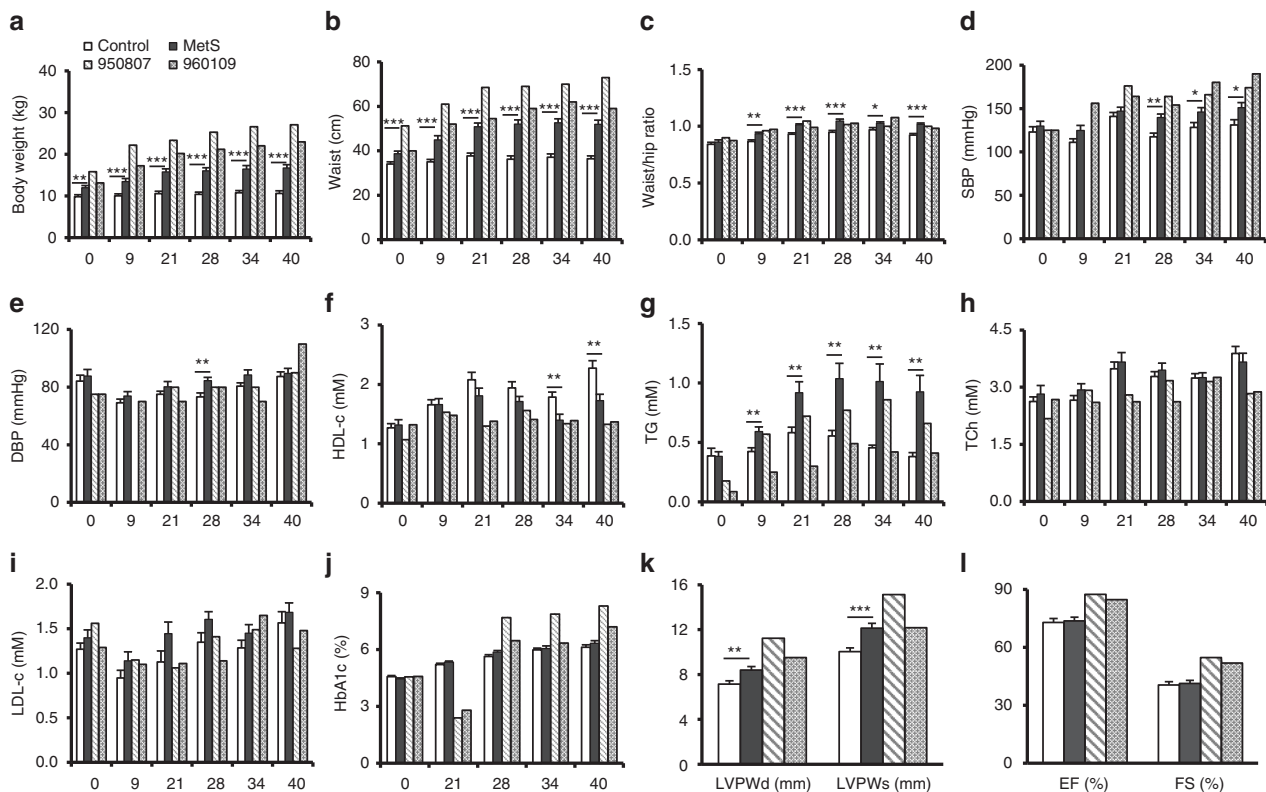 a
Control MetS
950807 960109
Body weight (kg)
40
30
20
10
0
** *** *** *** *** ***
0 9 21 28 34 40
b
Waist (cm)
80
60
40
20
0
*** *** *** *** *** ***
0 9 21 28 34 40
c
Waist/hip ratio
1.5
1.0
0.5
0.0
** *** *** * ***
0 9 21 28 34 40
d
SBP (mmHg)
200
150
100
50
0
** * *
0 9 21 28 34 40
e
DBP (mmHg)
120
80
40
0
**
0 9 21 28 34 40
f
HDL-c (mM)
3
2
1
0
** **
0 9 21 28 34 40
g
TG (mM)
1.5
1.0
0.5
0.0
** ** ** ** **
0 9 21 28 34 40
h
TCh (mM)
4.5
3.0
1.5
0.0
0 9 21 28 34 40
i
LDL-c (mM)
2.0
1.5
1.0
0.5
0.0
0 9 21 28 34 40
j
HbA1c (%)
9
6
3
0
0 21 28 34 40
k
16
12
8
4
0
** ***
LVPWd (mm) LVPWs (mm)
l
90
60
30
0
EF (%) FS (%)